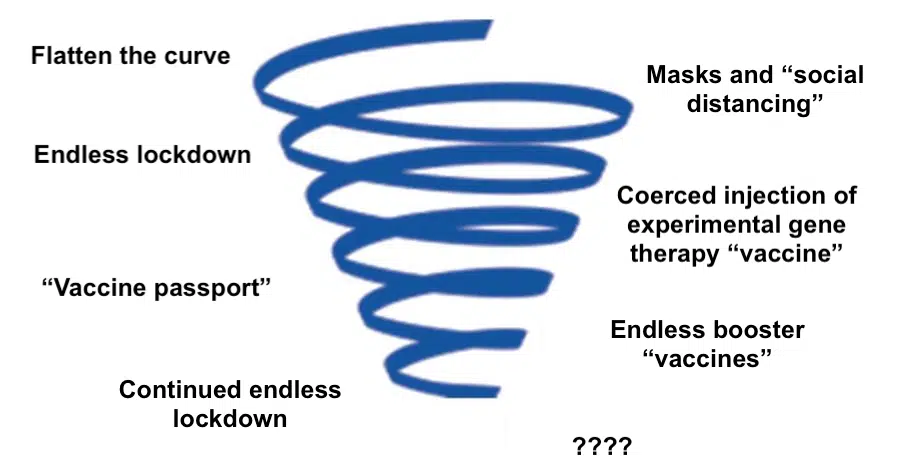 Flatten the curve
Masks and “social
distancing”
Endless lockdown
Coerced injection of
experimental gene
therapy “vaccine”
“Vaccine passport”
Endless booster
“vaccines”
Continued endless
lockdown
????